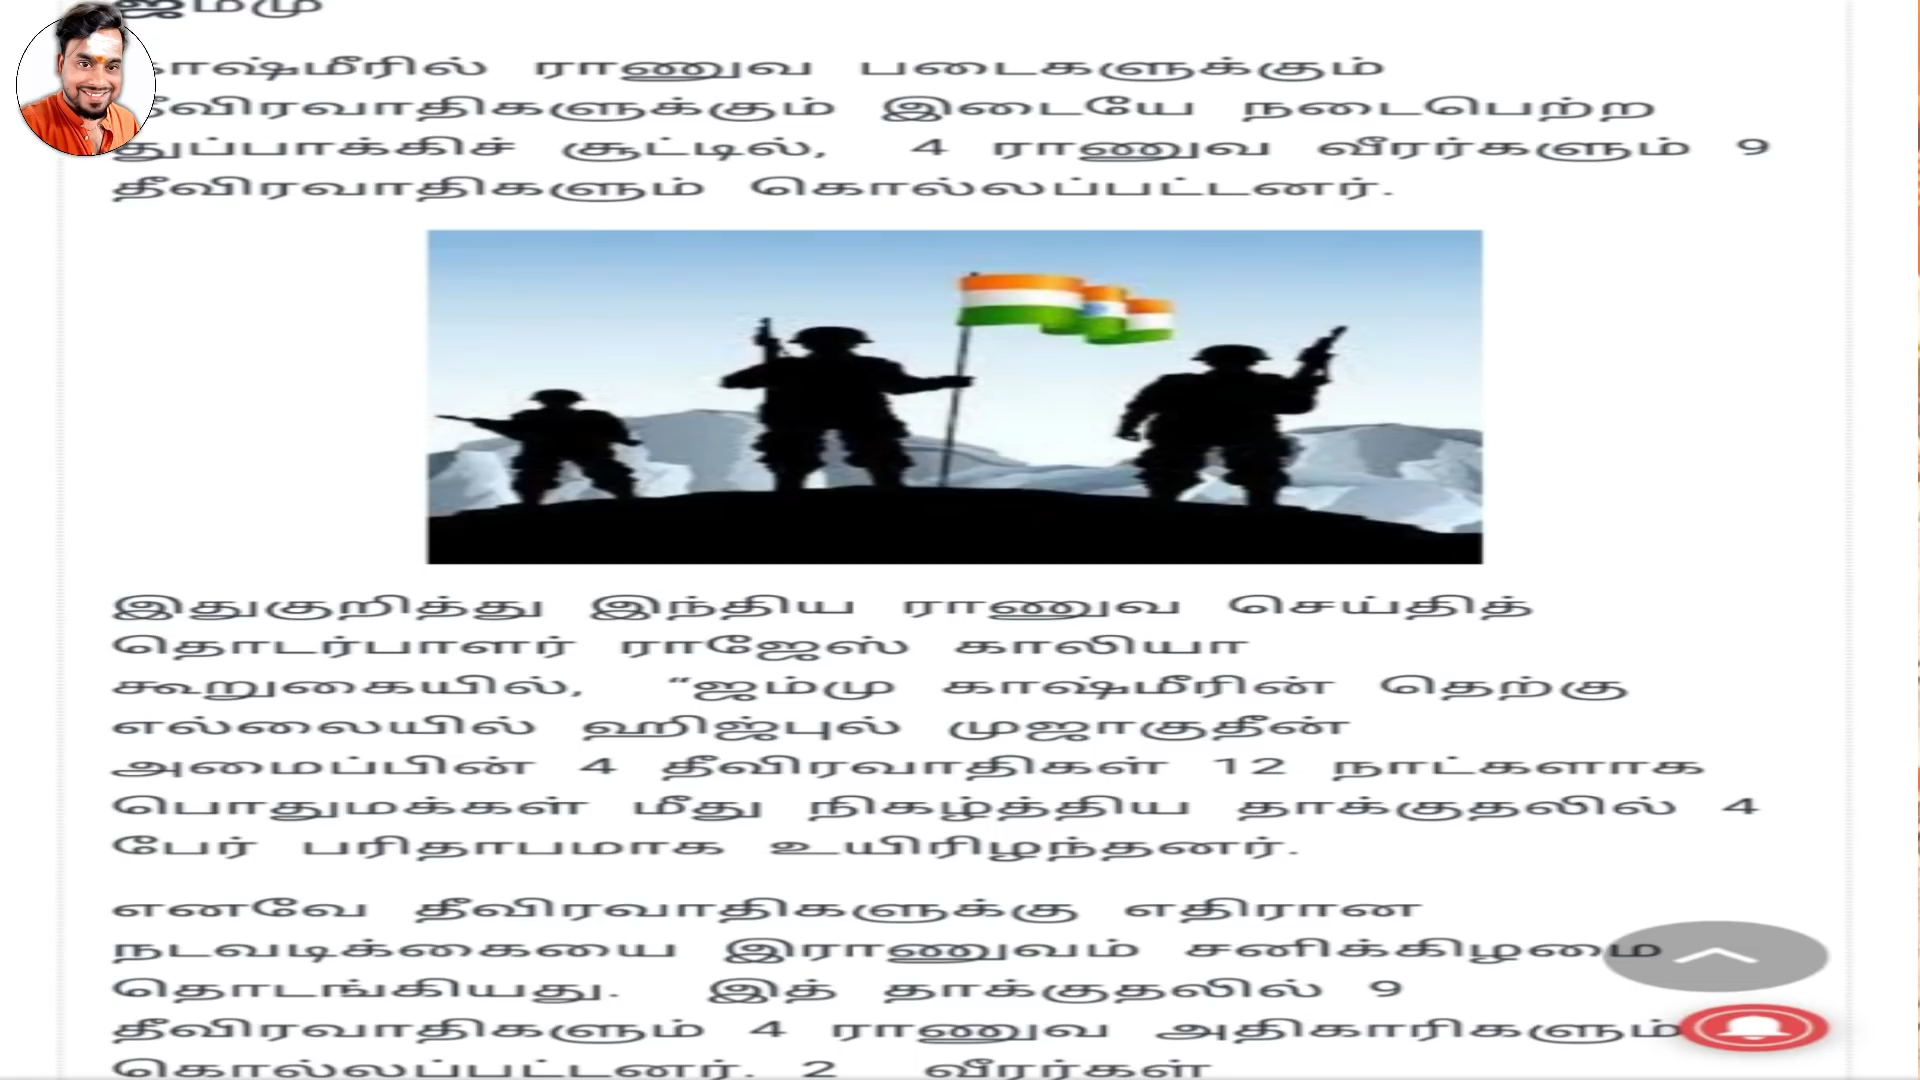 ஜம்மு
காஷ்மீரில் ராணுவ படைகளுக்கும்
தீவிரவாதிகளுக்கும் இடையே நடைபெற்ற
துப்பாக்கிச் சூட்டில், 4 ராணுவ வீரர்களும் 9
தீவிரவாதிகளும் கொல்லப்பட்டனர்.
இதுகுறித்து இந்திய ராணுவ செய்தித்
தொடர்பாளர் ராஜேஸ் காலியா
கூறுகையில், “ஜம்மு காஷ்மீரின் தெற்கு
எல்லையில் ஹிஜ்புல் முஜாகுதீன்
அமைப்பின் 4 தீவிரவாதிகள் 12 நாட்களாக
பொதுமக்கள் மீது நிகழ்த்திய தாக்குதலில் 4
பேர் பரிதாபமாக உயிரிழந்தனர்.
எனவே தீவிரவாதிகளுக்கு எதிரான
நடவடிக்கையை இராணுவம் சனிக்கிழமை
தொடங்கியது. இத் தாக்குதலில் 9
தீவிரவாதிகளும் 4 ராணுவ அதிகாரிகளும்
கொல்லப்பட்டனர். 2 வீரர்கள்